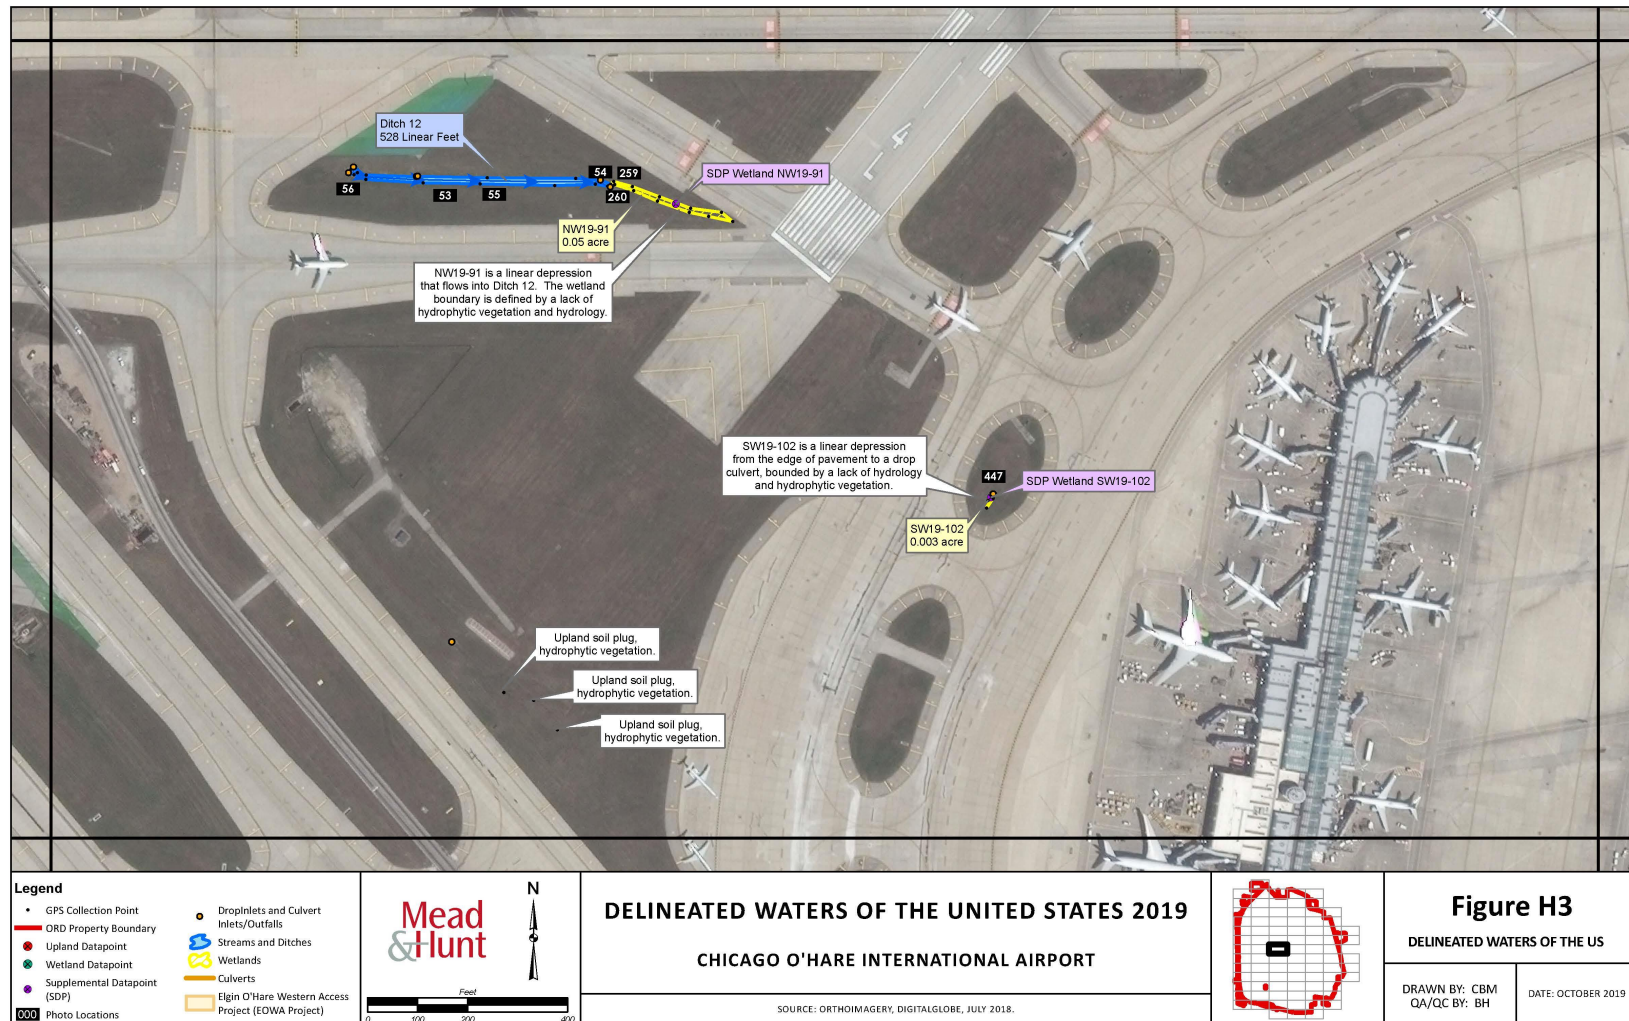 4
Ditch 12
528 Linear Feet
56
53
55
54
259
260
SDP Wetland NW19-91
NW19-91
0.05 acre
NW19-91 is a linear depression
that flows into Ditch 12. The wetland
boundary is defined by a lack of
hydrophytic vegetation and hydrology.
SW19-102 is a linear depression
from the edge of pavement to a drop
culvert, bounded by a lack of hydrology
and hydrophytic vegetation.
447
SDP Wetland SW19-102
SW19-102
0.003 acre
Upland soil plug,
hydrophytic vegetation.
Upland soil plug,
hydrophytic vegetation.
Upland soil plug,
hydrophytic vegetation.
Legend
GPS Collection Point
ORD Property Boundary
Upland Datapoint
Wetland Datapoint
Supplemental Datapoint
(SDP)
000 Photo Locations
DropInlets and Culvert
Inlets/Outfalls
Streams and Ditches
Wetlands
Culverts
Elgin O'Hare Western Access
Project (EOWA Project)
Mead
&Hunt
N
Feet
0 100 200 400
DELINEATED WATERS OF THE UNITED STATES 2019
CHICAGO O'HARE INTERNATIONAL AIRPORT
SOURCE: ORTHOIMAGERY, DIGITALGLOBE, JULY 2018.
Figure H3
DELINEATED WATERS OF THE US
DRAWN BY: CBM
QA/QC BY: BH
DATE: OCTOBER 2019